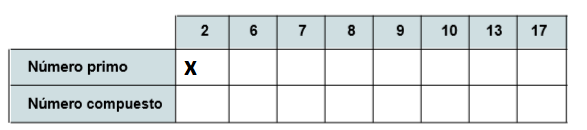 2 6 7 8 9 10 13 17
Número primo X
Número compuesto